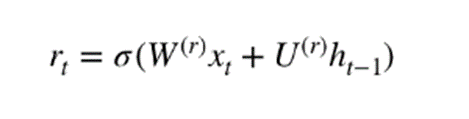 r_t = σ(W^{(r)}x_t + U^{(r)}h_{t−1})